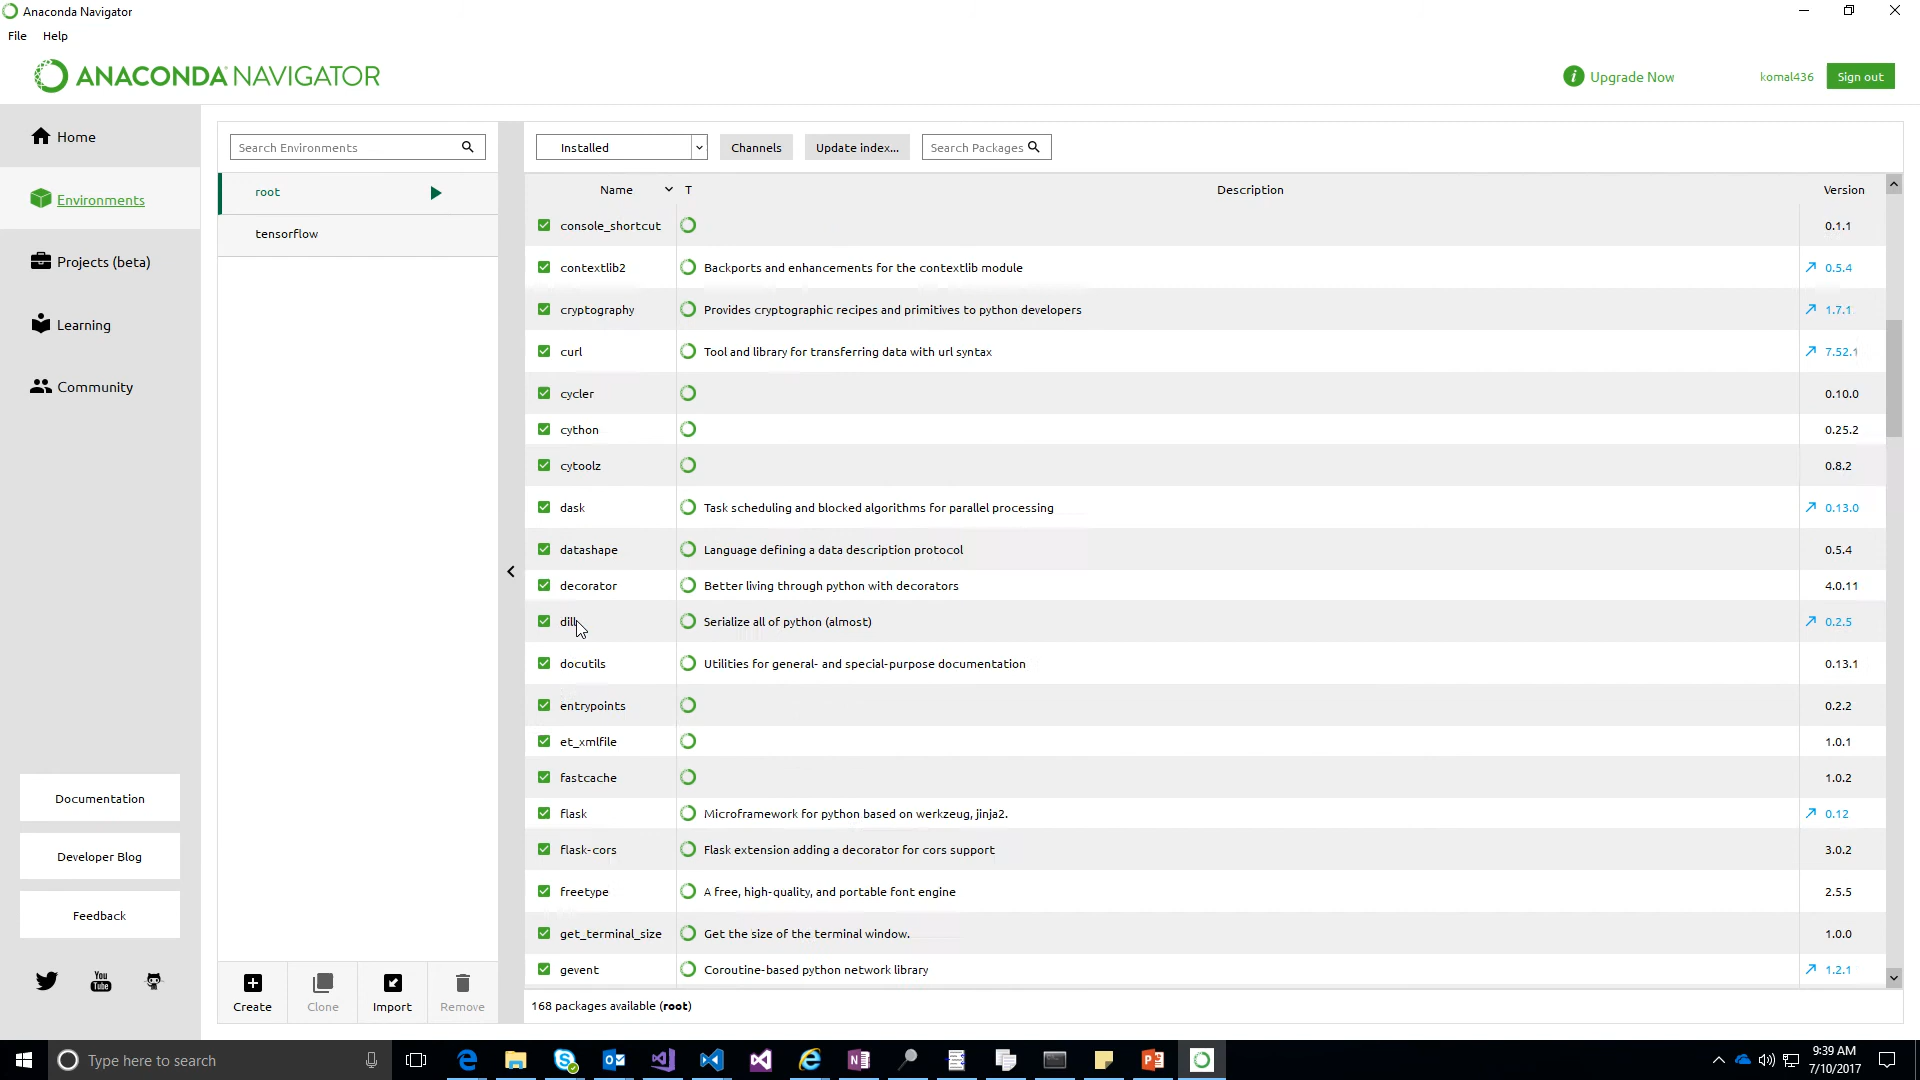 Anaconda Navigator
File Help
ANACONDA NAVIGATOR
i Upgrade Now komal436 Sign out
Home
Environments
Projects (beta)
Learning
Community
Documentation
Developer Blog
Feedback
You Tube
Search Environments
root
tensorflow
Create Clone Import Remove
Installed Channels Update index... Search Packages
Name T Description Version
console_shortcut 0.1.1
contextlib2 Backports and enhancements for the contextlib module 0.5.4
cryptography Provides cryptographic recipes and primitives to python developers 1.7.1
curl Tool and library for transferring data with url syntax 7.52.1
cycler 0.10.0
cython 0.25.2
cytoolz 0.8.2
dask Task scheduling and blocked algorithms for parallel processing 0.13.0
datashape Language defining a data description protocol 0.5.4
decorator Better living through python with decorators 4.0.11
dill Serialize all of python (almost) 0.2.5
docutils Utilities for general- and special-purpose documentation 0.13.1
entrypoints 0.2.2
et_xmlfile 1.0.1
fastcache 1.0.2
flask Microframework for python based on werkzeug, jinja2. 0.12
flask-cors Flask extension adding a decorator for cors support 3.0.2
freetype A free, high-quality, and portable font engine 2.5.5
get_terminal_size Get the size of the terminal window. 1.0.0
gevent Coroutine-based python network library 1.2.1
168 packages available (root)
Type here to search
9:39 AM
7/10/2017